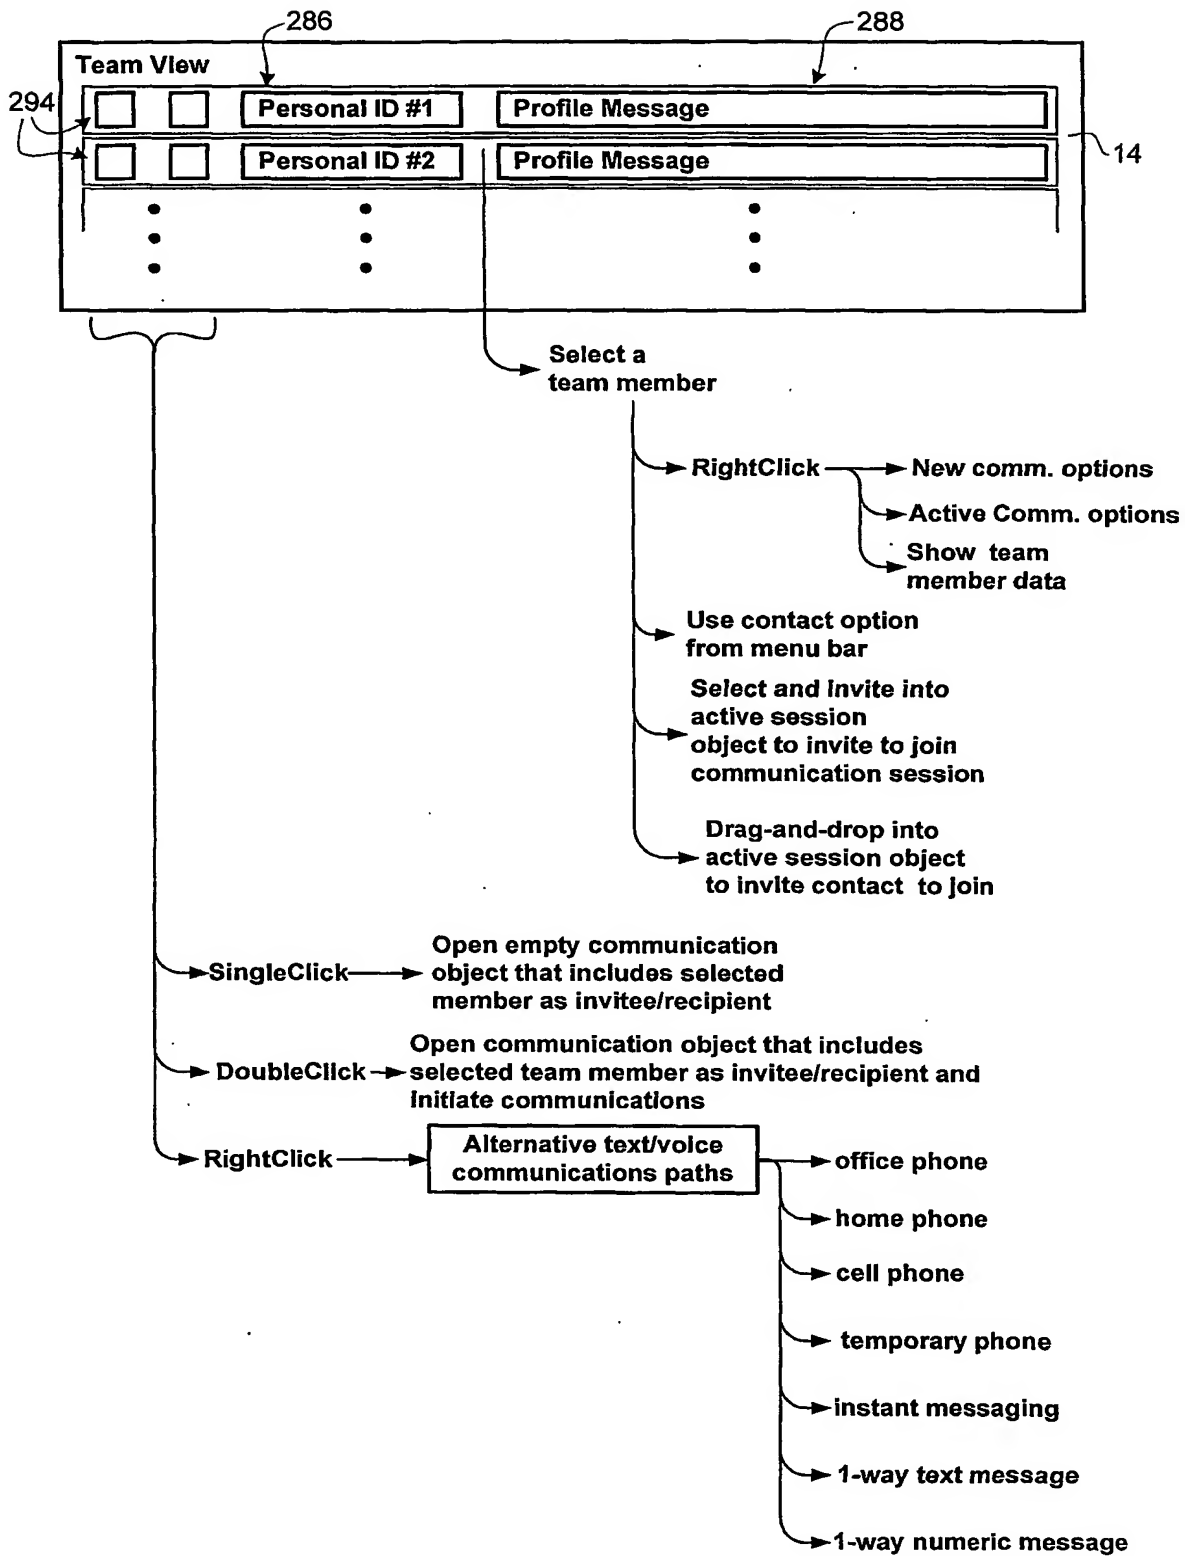 286
288
Team View
294
Personal ID #1
Profile Message
Personal ID #2
Profile Message
14
Select a
team member
RightClick
New comm. options
Active Comm. options
Show team
member data
Use contact option
from menu bar
Select and invite into
active session
object to invite to join
communication session
Drag-and-drop into
active session object
to invite contact to join
SingleClick
Open empty communication
object that includes selected
member as invitee/recipient
DoubleClick
Open communication object that includes
selected team member as invitee/recipient and
initiate communications
RightClick
Alternative text/voice
communications paths
office phone
home phone
cell phone
temporary phone
instant messaging
1-way text message
1-way numeric message